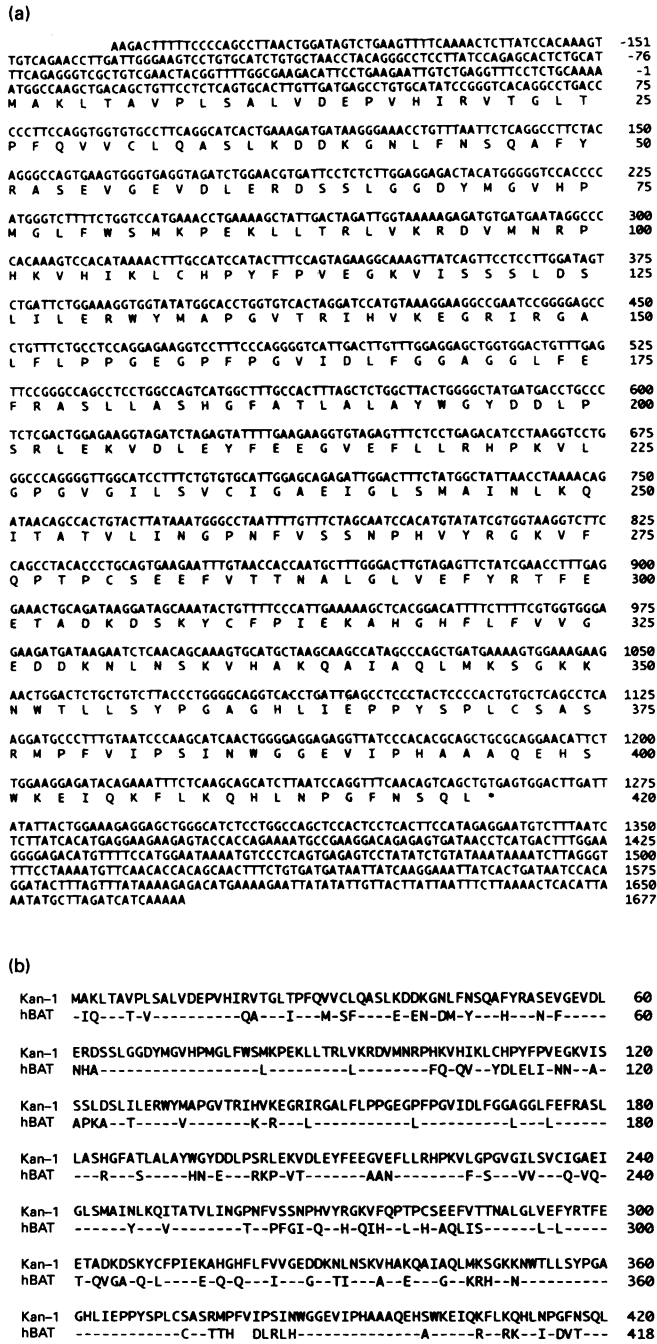 (a)
AAGACTTTTTCCCCAGCCTTAACTGGATAGTCTGAAGTTTTCAAAACTCTTATCCACAAAGT -151
TGTCAGAACCTTGATTGGGAAGTCCTGTGCATCTGTGCTAACCTACAGGGCCTCCTTATCCAGAGCACTCTGCAT -76
TTCAGAGGGTCGCTGTCGAACTACGGTTTTGGCGAAGACATTCCTGAAGAATTGTCTGAGGTTTCCTCTGCAAAA -1
ATGGCCAAGCTGACAGCTGTTCCTCTCAGTGCACTTGTTGATGAGCCTGTGCATATCCGGGTCACAGGCCTGACC 75
M A K L T A V P L S A L V D E P V H I R V T G L T 25
CCCTTCCAGGTGGTGTGCCTTCAGGCATCACTGAAAGATGATAAGGGAAACCTGTTTAATTCTCAGGCCTTCTAC 150
P F Q V V C L Q A S L K D D K G N L F N S Q A F Y 50
AGGGCCAGTGAAGTGGGTGAGGTAGATCTGGAACGTGATTCCTCTCTTGGAGGAGACTACATGGGGGTCCACCCC 225
R A S E V G E V D L E R D S S L G G D Y M G V H P 75
ATGGGTCTTTTCTGGTCCATGAAACCTGAAAAGCTATTGACTAGATTGGTAAAAAGAGATGTGATGAATAGGCCC 300
M G L F W S M K P E K L L T R L V K R D V M N R P 100
CACAAAGTCCACATAAAACTTTGCCATCCATACTTTCCAGTAGAAGGCAAAGTTATCAGTTCCTCCTTGGATAGT 375
H K V H I K L C H P Y F P V E G K V I S S S L D S 125
CTGATTCTGGAAAGGTGGTATATGGCACCTGGTGTCACTAGGATCCATGTAAAGGAAGGCCGAATCCGGGGAGCC 450
L I L E R W Y M A P G V T R I H V K E G R I R G A 150
CTGTTTCTGCCTCCAGGAGAAGGTCCTTTCCCAGGGGTCATTGACTTGTTTGGAGGAGCTGGTGGACTGTTTGAG 525
L F L P P G E G P F P G V I D L F G G A G G L F E 175
TTCCGGGCCAGCCTCCTGGCCAGTCATGGCTTTGCCACTTTAGCTCTGGCTTACTGGGGCTATGATGACCTGCCC 600
F R A S L L A S H G F A T L A L A Y W G Y D D L P 200
TCTCGACTGGAGAAGGTAGATCTAGAGTATTTTGAAGAAGGTGTAGAGTTTCTCCTGAGACATCCTAAGGTCCTG 675
S R L E K V D L E Y F E E G V E F L L R H P K V L 225
GGCCCAGGGGTTGGCATCCTTTCTGTGTGCATTGGAGCAGAGATTGGACTTTCTATGGCTATTAACCTAAAACAG 750
G P G V G I L S V C I G A E I G L S M A I N L K Q 250
ATAACAGCCACTGTACTTATAAATGGGCCTAATTTTGTTTCTAGCAATCCACATGTATATCGTGGTAAGGTCTTC 825
I T A T V L I N G P N F V S S N P H V Y R G K V F 275
CAGCCTACACCCTGCAGTGAAGAATTTGTAACCACCAATGCTTTGGGACTTGTAGAGTTCTATCGAACCTTTGAG 900
Q P T P C S E E F V T T N A L G L V E F Y R T F E 300
GAAACTGCAGATAAGGATAGCAAATACTGTTTTCCCATTGAAAAAGCTCACGGACATTTTCTTTTCGTGGTGGGA 975
E T A D K D S K Y C F P I E K A H G H F L F V V G 325
GAAGATGATAAGAATCTCAACAGCAAAGTGCATGCTAAGCAAGCCATAGCCCAGCTGATGAAAAGTGGAAAGAAG 1050
E D D K N L N S K V H A K Q A I A Q L M K S G K K 350
AACTGGACTCTGCTGTCTTACCCTGGGGCAGGTCACCTGATTGAGCCTCCCTACTCCCCACTGTGCTCAGCCTCA 1125
N W T L L S Y P G A G H L I E P P Y S P L C S A S 375
AGGATGCCCTTTGTAATCCCAAGCATCAACTGGGGAGGAGAGGTTATCCCACACGCAGCTGCGCAGGAACATTCT 1200
R M P F V I P S I N W G G E V I P H A A A Q E H S 400
TGGAAGGAGATACAGAAATTTCTCAAGCAGCATCTTAATCCAGGTTTCAACAGTCAGCTGTGAGTGGACTTGATT 1275
W K E I Q K F L K Q H L N P G F N S Q L * 420
ATATTACTGGAAAGAGGAGCTGGGCATCTCCTGGCCAGCTCCACTCCTCACTTCCATAGAGGAATGTCTTTAATC 1350
TCTTATCACATGAGGAAGAAGAGTACCACCAGAAAATGCCGAAGGACAGAGAGTGATAACCTCATGACTTTGGAA 1425
GGGGAGACATGTTTTCCATGGAATAAAATGTCCCTCAGTGAGAGTCCTATATCTGTATAAATAAAATCTTAGGGT 1500
TTTCCTAAAATGTTCAACACCACAGCAACTTTCTGTGATGATAATTATCAAGGAAATTATCACTGATAATCCACA 1575
GGATACTTTAGTTTATAAAAGAGACATGAAAAGAATTATATATTGTTACTTATTAATTTCTTAAAACTCACATTA 1650
AATATGCTTAGATCATCAAAAA 1677
(b)
Kan-1 MAKLTAVPLSALVDEPVHIRVTGLTPFQVVCLQASLKDDKGNLFNSQAFYRASEVGEVDL 60
hBAT -IQ---T-V----------QA---I---M-SF----E-EN-DM-Y---H---N-F----- 60
Kan-1 ERDSSLGGDYMGVHPMGLFWSMKPEKLLTRLVKRDVMNRPHKVHIKLCHPYFPVEGKVIS 120
hBAT NHA------------------L---------L--------FQ-QV--YDLELI-NN--A- 120
Kan-1 SSLDSLILERWYMAPGVTRIHVKEGRIRGALFLPPGEGPFPGVIDLFGGAGGLFEFRASL 180
hBAT APKA--T-----V-------K-R---L--------------L-------L---L------ 180
Kan-1 LASHGFATLALAYWGYDDLPSRLEKVDLEYFEEGVEFLLRHPKVLGPGVGILSVCIGAEI 240
hBAT ---R---S-----HN-E---RKP-VT------AAN--------F-S---VV---Q-VQ- 240
Kan-1 GLSMAINLKQITATVLINGPNFVSSNPHVYRGKVFQPTPCSEEFVTTNALGLVEFYRTFE 300
hBAT ------Y---V--------T--PFGI-Q--H-QIH--LH-AQLIS------L-L----- 300
Kan-1 ETADKDSKYCFPIEKAHGHFLFVVGEDDKNLNSKVHAKQAIAQLMKSGKKNWTLLSYPGA 360
hBAT T-QVGA-Q-L----E-Q-Q----I---G--TI---A---E----G--KRH--N------- 360
Kan-1 GHLIEPPYSPLCSASRMPFVIPSINWGGEVIPHAAAQEHSWKEIQKFLKQHLNPGFNSQL 420
hBAT ------------C--TTH DLRLH-----------A------R--RK--I-DVT--- 418